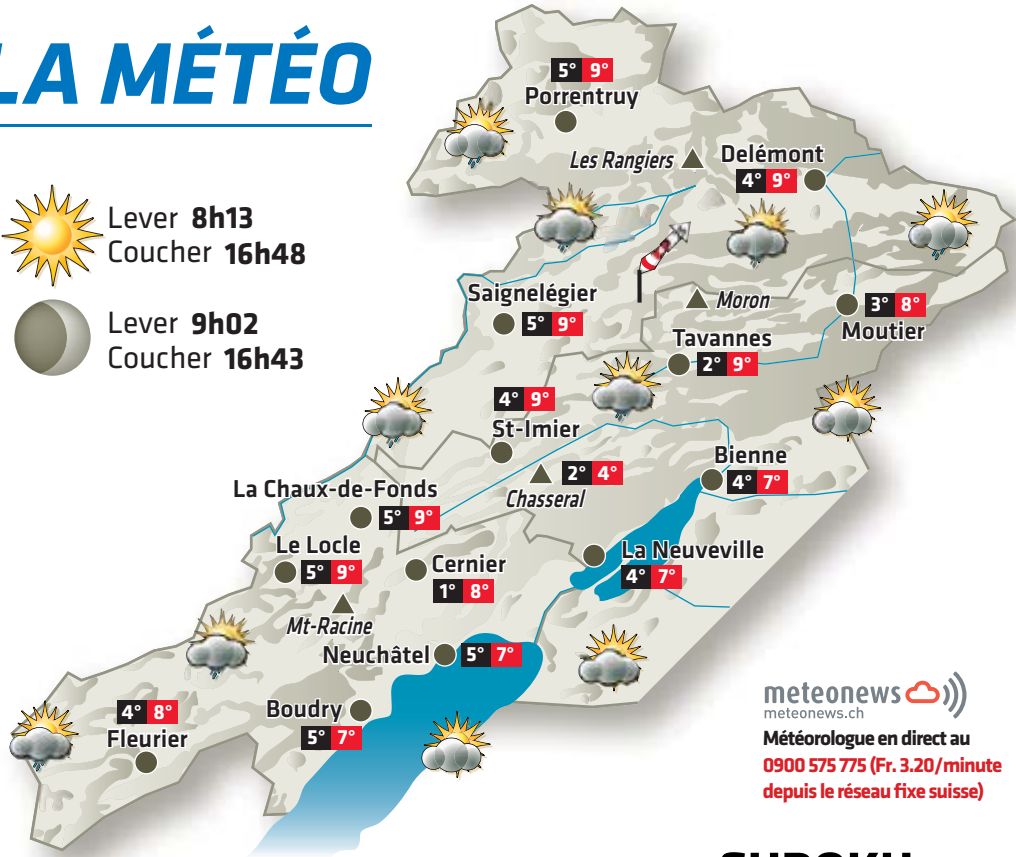 LA MÉTÉO
Lever 8h13
Coucher 16h48
Lever 9h02
Coucher 16h43
5° 9°
Porrentruy
Les Rangiers
Delémont
4° 9°
Saignelégier
5° 9°
Moron
3° 8°
Moutier
Tavannes
2° 9°
4° 9°
St-Imier
2° 4°
Chasseral
Bienne
4° 7°
La Chaux-de-Fonds
5° 9°
Le Locle
5° 9°
Cernier
1° 8°
La Neuveville
4° 7°
Mt-Racine
Neuchâtel 5° 7°
Boudry
5° 7°
4° 8°
Fleurier
meteonews
meteonews.ch
Météorologue en direct au
0900 575 775 (Fr. 3.20/minute
depuis le réseau fixe suisse)